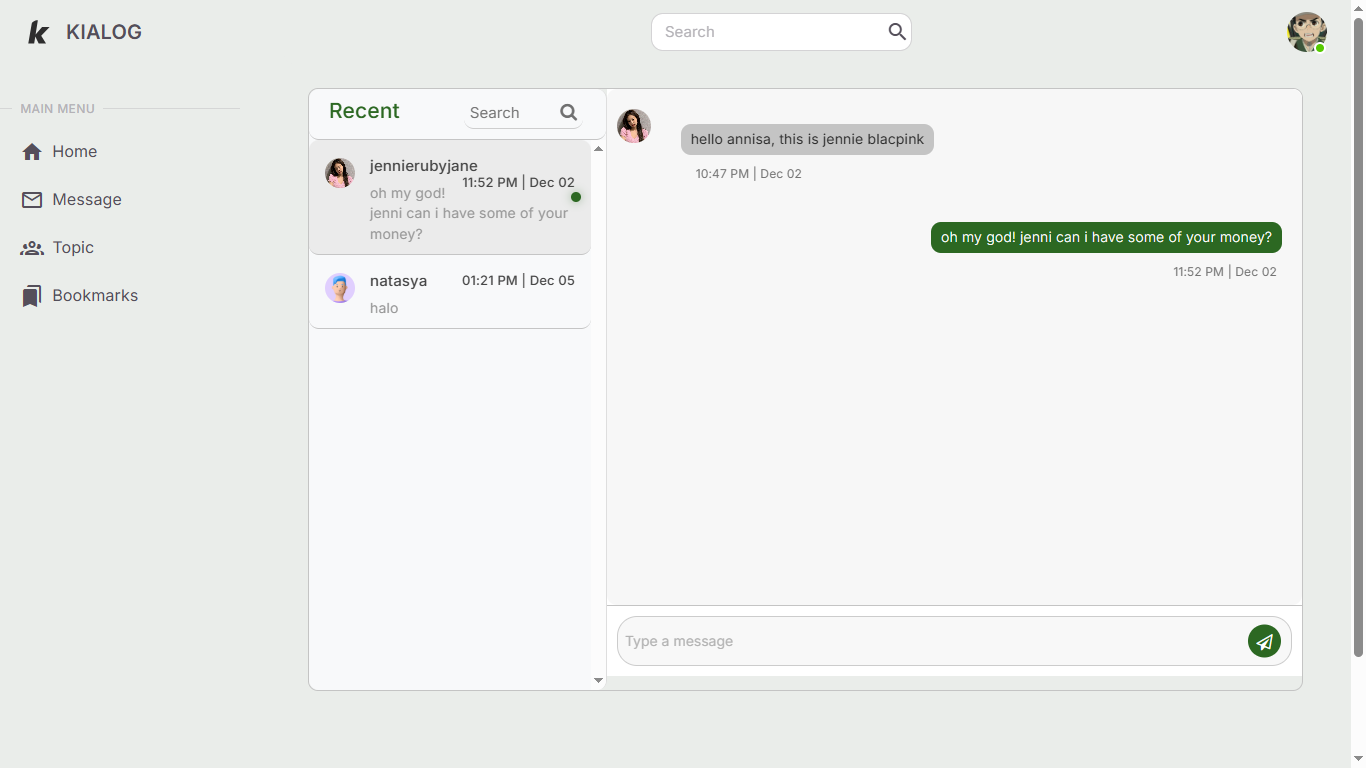 KIALOG
Search
MAIN MENU
Home
Message
Topic
Bookmarks
Recent
Search
jennierubyjane
11:52 PM | Dec 02
oh my god!
jenni can i have some of your
money?
natasya
01:21 PM | Dec 05
halo
hello annisa, this is jennie blacpink
10:47 PM | Dec 02
oh my god! jenni can i have some of your money?
11:52 PM | Dec 02
Type a message